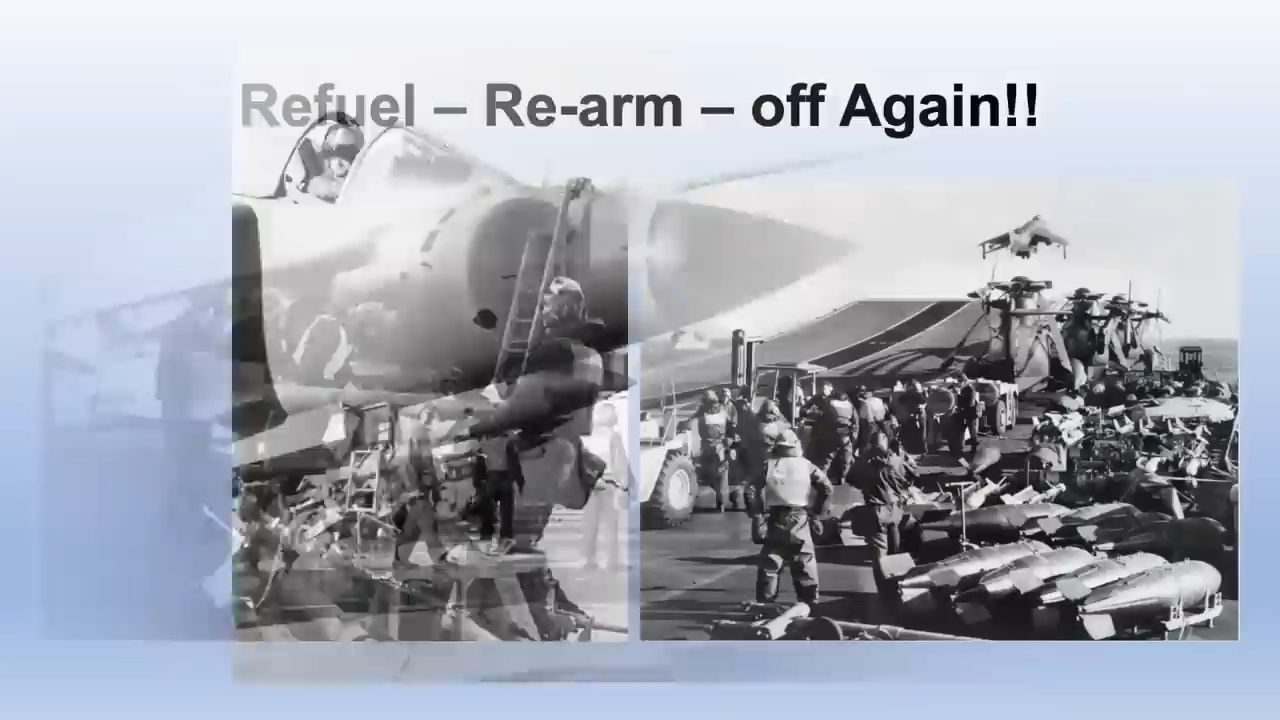 Refuel – Re-arm – off Again!!